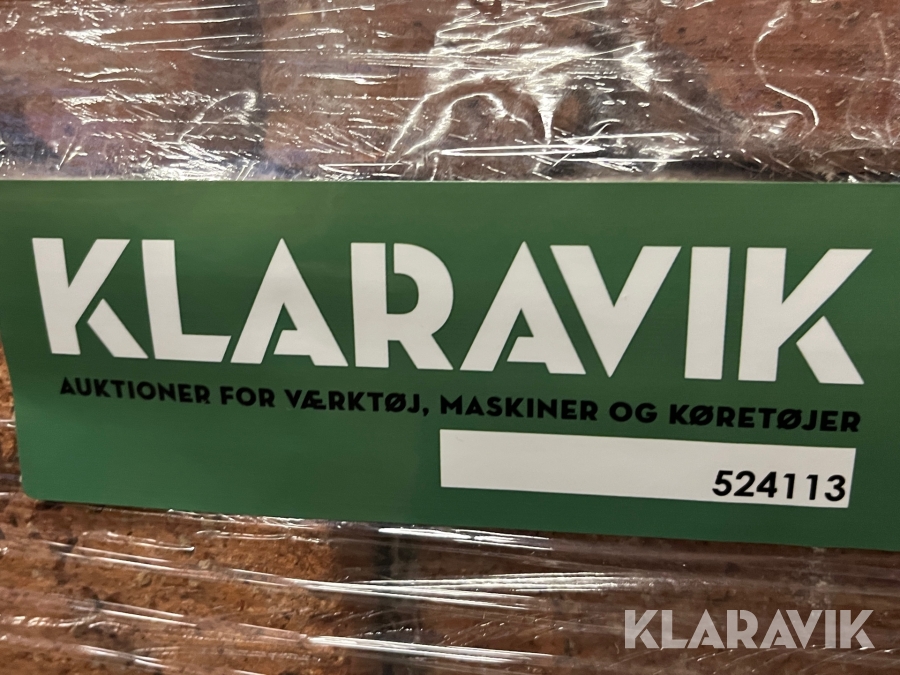 KLARAVIK
AUKTIONER FOR VÆRKTØJ, MASKINER OG KØRETØJER
524113
KLARAVIK